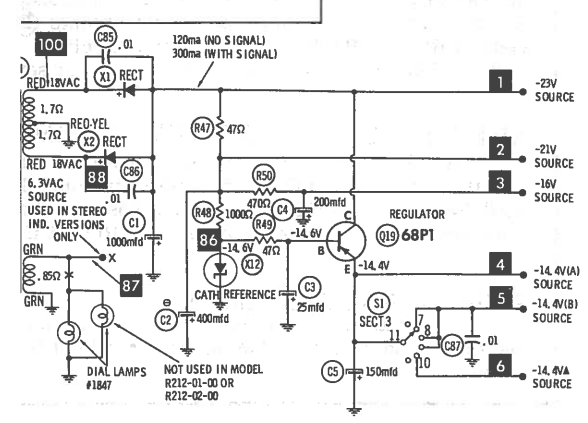 C85
.01
120ma (NO SIGNAL)
300ma (WITH SIGNAL)
100
X1
RECT
RED 18VAC
1
-23V
SOURCE
1.7Ω
RED-YEL
1.7Ω
X2
RECT
R47
47Ω
2
-21V
SOURCE
RED 18VAC
88
C86
.01
R50
470Ω
3
-16V
SOURCE
6.3VAC
SOURCE
USED IN STEREO
IND. VERSIONS
ONLY
C1
1000mfd
R48
1000Ω
C4
200mfd
R49
47Ω
86
-14.6V
-14.6V
C
B
E
REGULATOR
Q19 68P1
-14.4V
GRN
X
X12
CATH REFERENCE
C3
25mfd
4
-14.4V(A)
SOURCE
.85Ω
87
GRN
⊖
C2
400mfd
S1
SECT 3
11
7
8
10
C87
.01
5
-14.4V(B)
SOURCE
DIAL LAMPS
#1847
NOT USED IN MODEL
R212-01-00 OR
R212-02-00
C5
150mfd
6
-14.4V▲
SOURCE